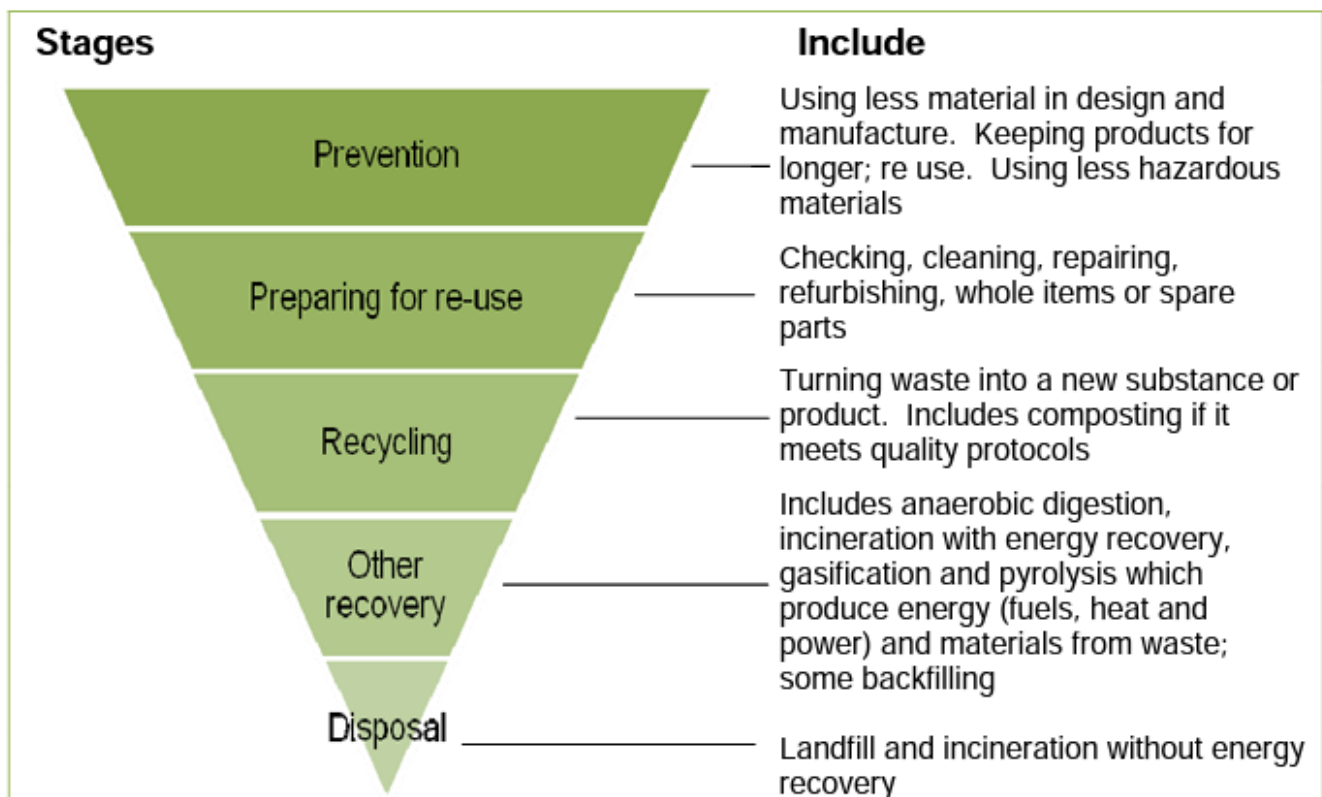 Stages
Include
Prevention
Using less material in design and
manufacture.  Keeping products for
longer; re use.  Using less hazardous
materials
Preparing for re-use
Checking, cleaning, repairing,
refurbishing, whole items or spare
parts
Recycling
Turning waste into a new substance or
product.  Includes composting if it
meets quality protocols
Other
recovery
Includes anaerobic digestion,
incineration with energy recovery,
gasification and pyrolysis which
produce energy (fuels, heat and
power) and materials from waste;
some backfilling
Disposal
Landfill and incineration without energy
recovery